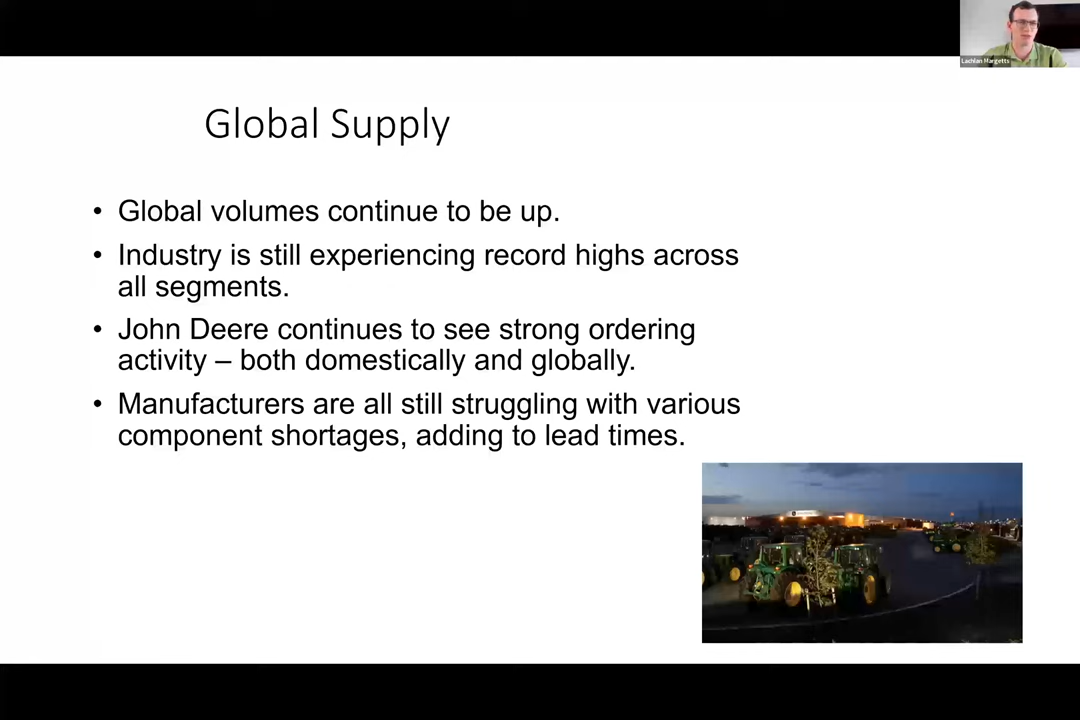 Lachlan Margetts
Global Supply
• Global volumes continue to be up.
• Industry is still experiencing record highs across
all segments.
• John Deere continues to see strong ordering
activity – both domestically and globally.
• Manufacturers are all still struggling with various
component shortages, adding to lead times.